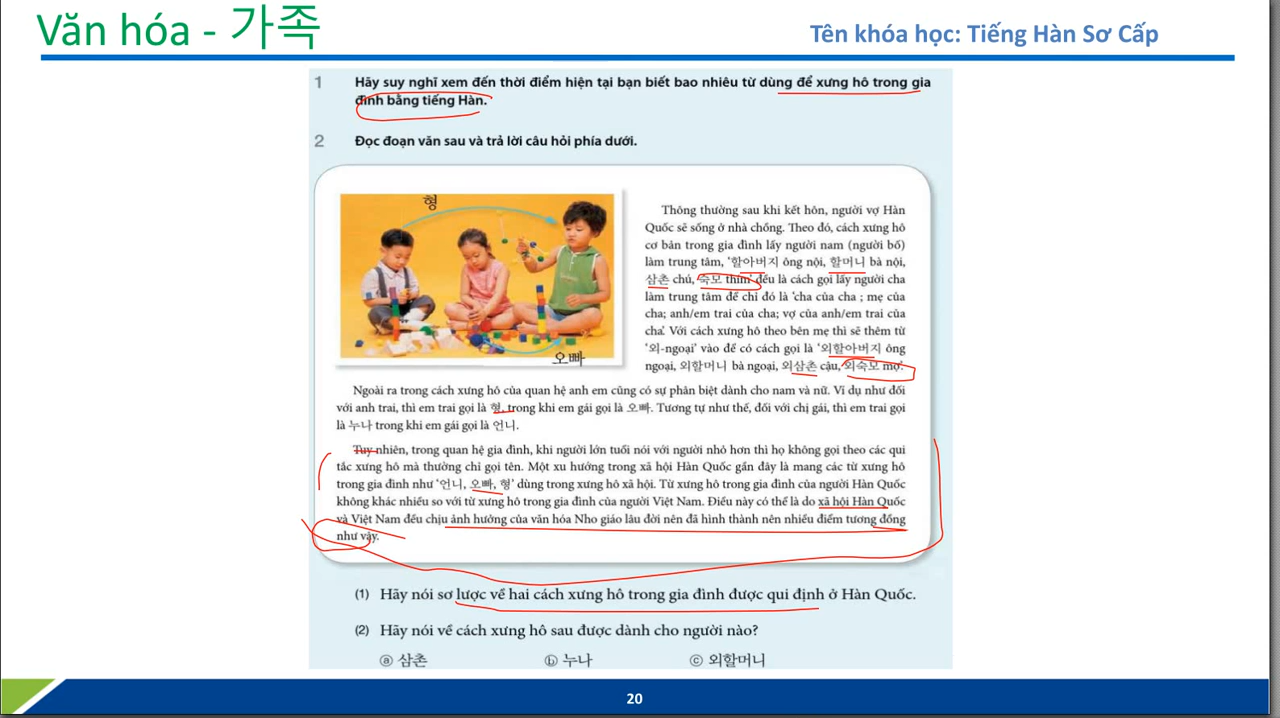 Văn hóa - 가족
Tên khóa học: Tiếng Hàn Sơ Cấp
1 Hãy suy nghĩ xem đến thời điểm hiện tại bạn biết bao nhiêu từ dùng để xưng hô trong gia
đình bằng tiếng Hàn.
2 Đọc đoạn văn sau và trả lời câu hỏi phía dưới.
형
오빠
Thông thường sau khi kết hôn, người vợ Hàn
Quốc sẽ sống ở nhà chồng. Theo đó, cách xưng hô
cơ bản trong gia đình lấy người nam (người bố)
làm trung tâm, '할아버지 ông nội, 할머니 bà nội,
삼촌 chú, 숙모 thím' đều là cách gọi lấy người cha
làm trung tâm để chỉ đó là 'cha của cha ; mẹ của
cha; anh/em trai của cha; vợ của anh/em trai của
cha'. Với cách xưng hô theo bên mẹ thì sẽ thêm từ
'외-ngoại' vào để có cách gọi là '외할아버지 ông
ngoại, 외할머니 bà ngoại, 외삼촌 cậu, 외숙모 mợ'.
Ngoài ra trong cách xưng hô của quan hệ anh em cũng có sự phân biệt dành cho nam và nữ. Ví dụ như đối
với anh trai, thì em trai gọi là 형, trong khi em gái gọi là 오빠. Tương tự như thế, đối với chị gái, thì em trai gọi
là 누나 trong khi em gái gọi là 언니.
Tuy nhiên, trong quan hệ gia đình, khi người lớn tuổi nói với người nhỏ hơn thì họ không gọi theo các qui
tắc xưng hô mà thường chỉ gọi tên. Một xu hướng trong xã hội Hàn Quốc gần đây là mang các từ xưng hô
trong gia đình như '언니, 오빠, 형' dùng trong xưng hô xã hội. Từ xưng hô trong gia đình của người Hàn Quốc
không khác nhiều so với từ xưng hô trong gia đình của người Việt Nam. Điều này có thể là do xã hội Hàn Quốc
và Việt Nam đều chịu ảnh hưởng của văn hóa Nho giáo lâu đời nên đã hình thành nên nhiều điểm tương đồng
như vậy.
(1) Hãy nói sơ lược về hai cách xưng hô trong gia đình được qui định ở Hàn Quốc.
(2) Hãy nói về cách xưng hô sau được dành cho người nào?
ⓐ 삼촌 ⓑ 누나 ⓒ 외할머니
20